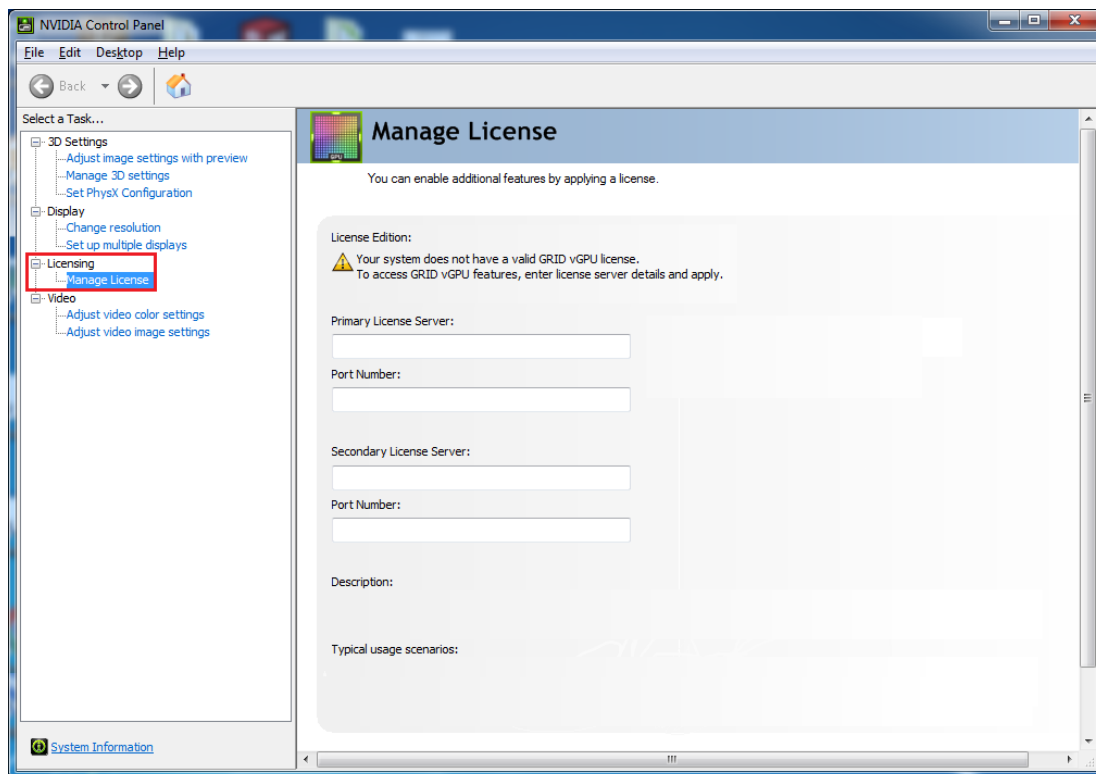 NVIDIA Control Panel
File Edit Desktop Help
Back
Select a Task...
3D Settings
Adjust image settings with preview
Manage 3D settings
Set PhysX Configuration
Display
Change resolution
Set up multiple displays
Licensing
Manage License
Video
Adjust video color settings
Adjust video image settings
System Information
GPU
Manage License
You can enable additional features by applying a license.
License Edition:
Your system does not have a valid GRID vGPU license.
To access GRID vGPU features, enter license server details and apply.
Primary License Server:
Port Number:
Secondary License Server:
Port Number:
Description:
Typical usage scenarios: